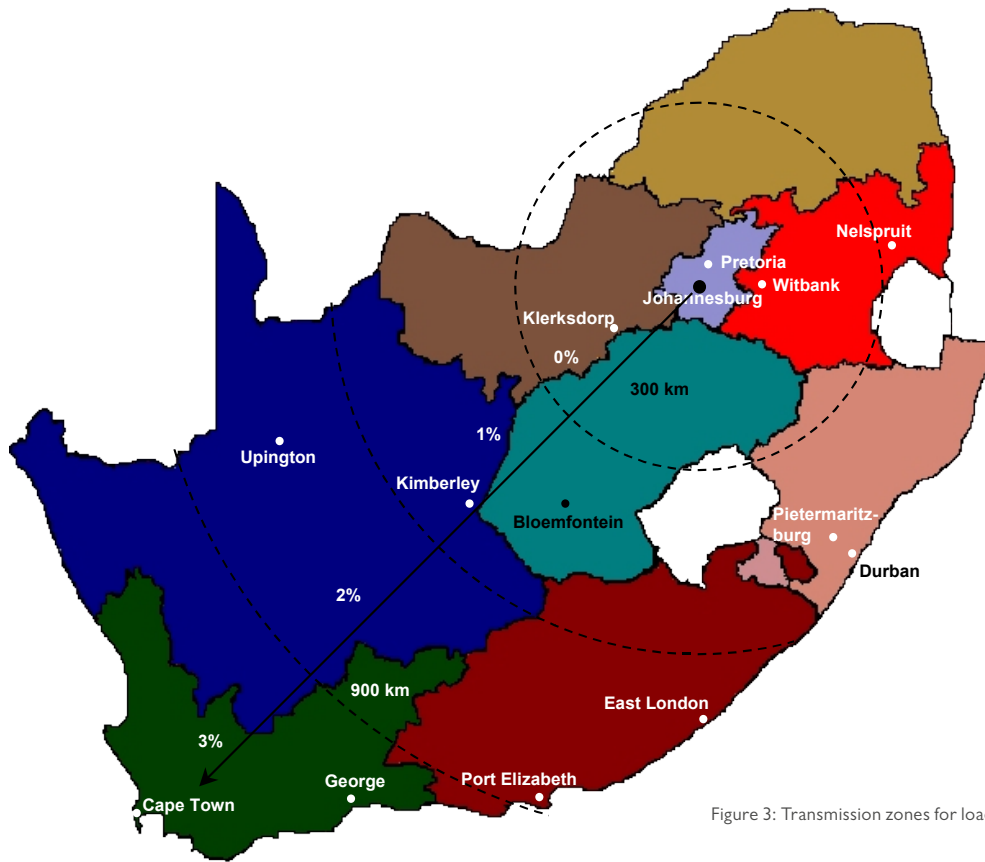 Nelspruit
Pretoria
Witbank
Johannesburg
Klerksdorp
0%
300 km
1%
Upington
Kimberley
Bloemfontein
Pietermaritz-
burg
Durban
2%
900 km
East London
3%
George
Port Elizabeth
Cape Town
Figure 3: Transmission zones for loa